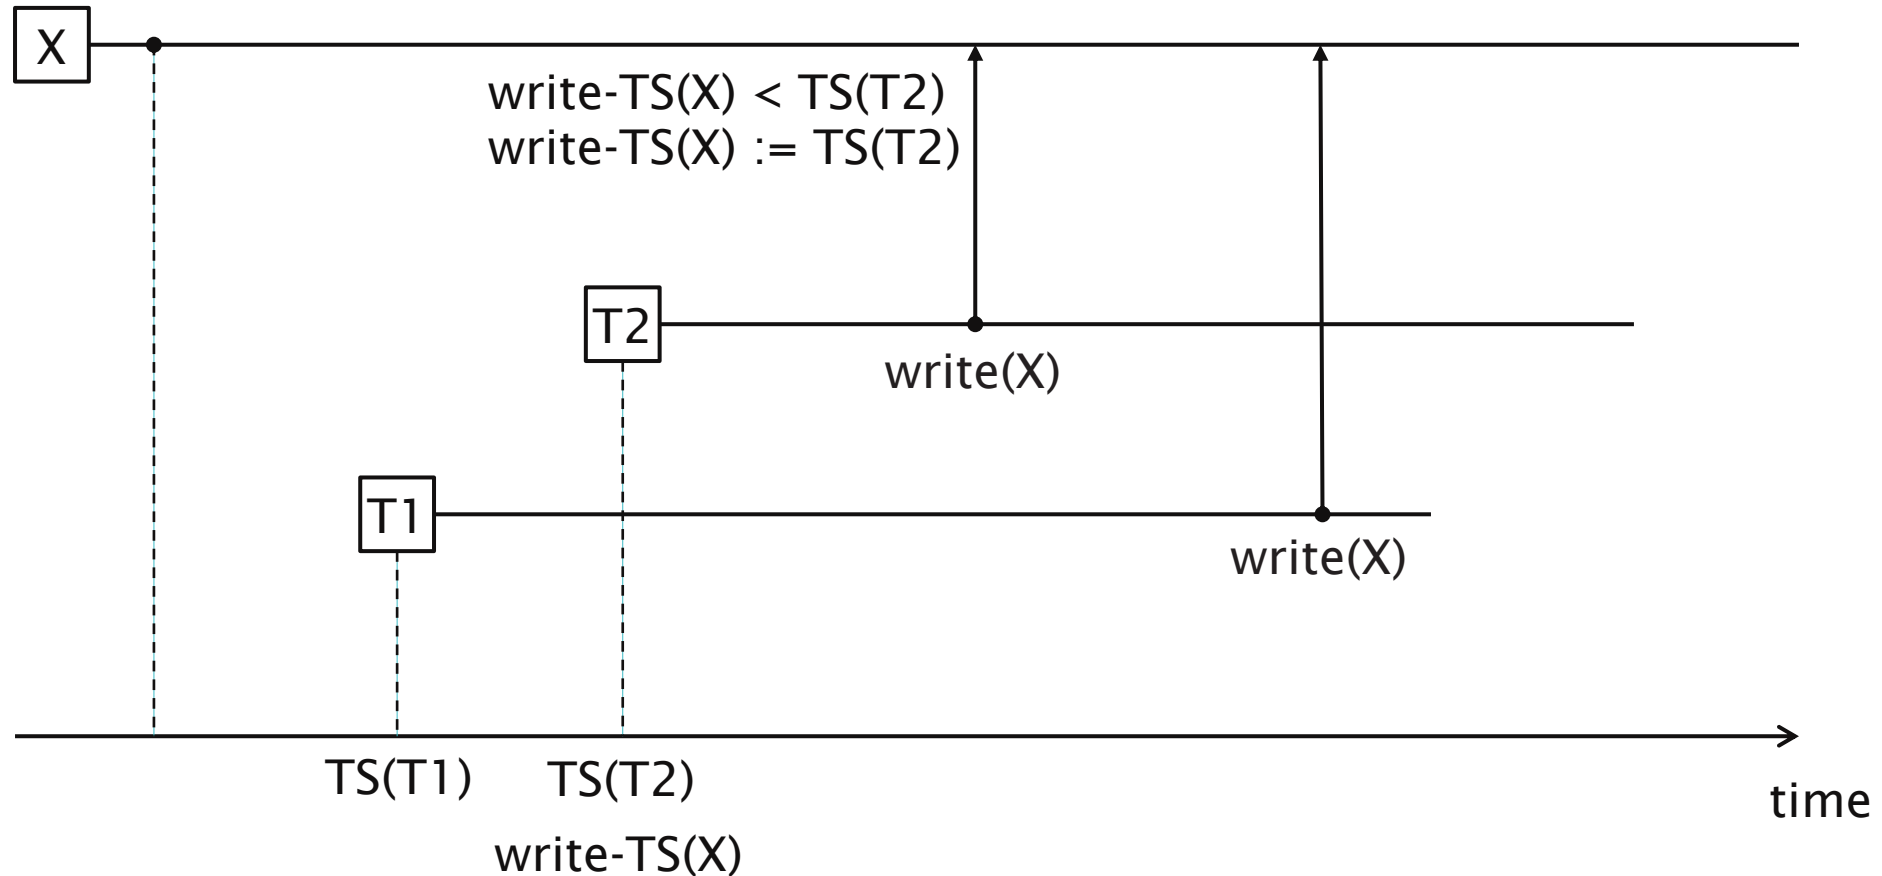 X
write-TS(X) < TS(T2)
write-TS(X) := TS(T2)
T2
write(X)
T1
write(X)
TS(T1)
TS(T2)
time
write-TS(X)